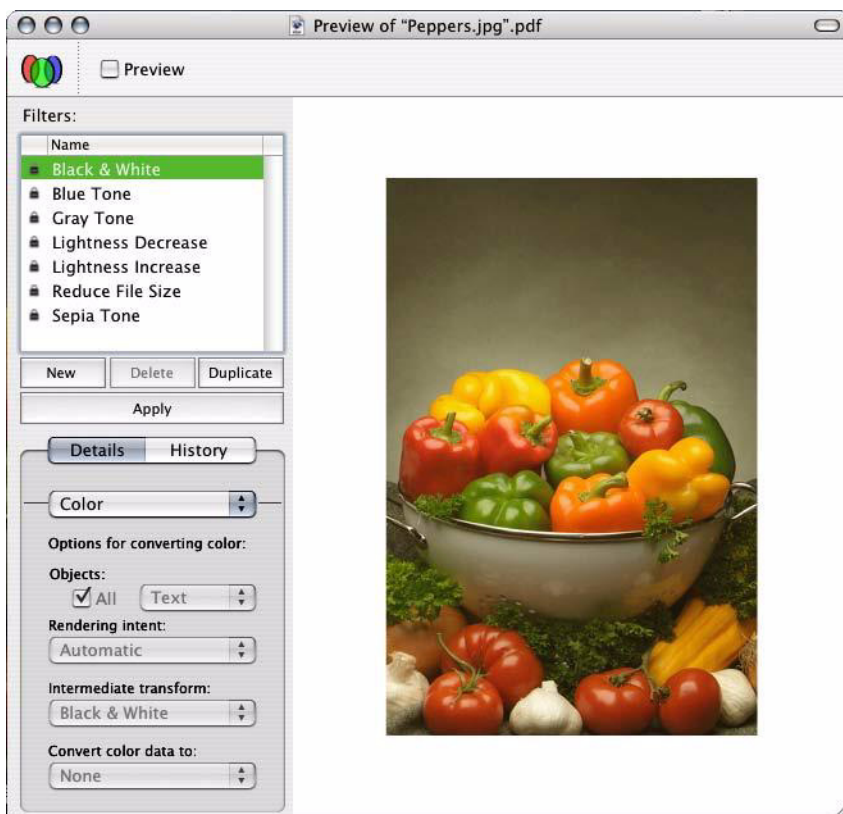 Preview of “Peppers.jpg”.pdf
Preview
Filters:
Name
Black & White
Blue Tone
Gray Tone
Lightness Decrease
Lightness Increase
Reduce File Size
Sepia Tone
New Delete Duplicate
Apply
Details History
Color
Options for converting color:
Objects:
All Text
Rendering intent:
Automatic
Intermediate transform:
Black & White
Convert color data to:
None